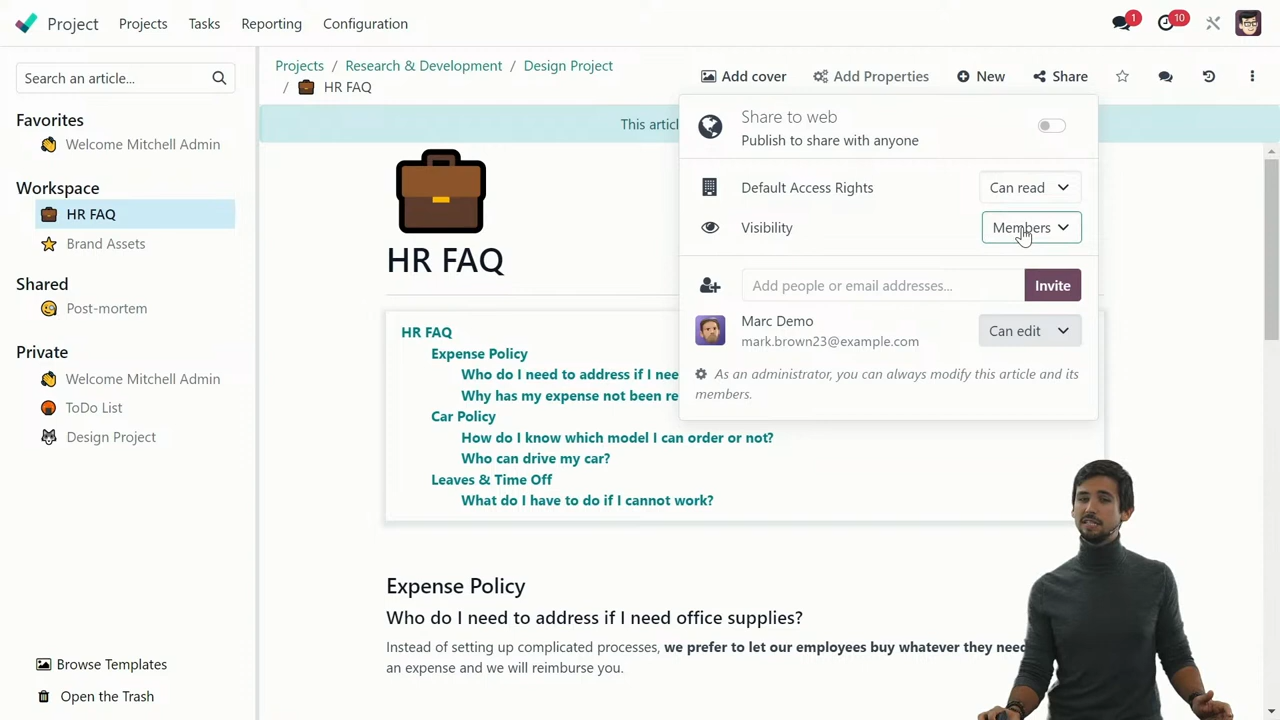 Project
Projects
Tasks
Reporting
Configuration
1
10
Search an article...
Favorites
Welcome Mitchell Admin
Workspace
HR FAQ
Brand Assets
Shared
Post-mortem
Private
Welcome Mitchell Admin
ToDo List
Design Project
Browse Templates
Open the Trash
Projects / Research & Development / Design Project
/ HR FAQ
Add cover
Add Properties
New
Share
This
Share to web
Publish to share with anyone
Default Access Rights
Can read
Visibility
Members
Add people or email addresses...
Invite
Marc Demo
mark.brown23@example.com
Can edit
As an administrator, you can always modify this article and its
members.
HR FAQ
HR FAQ
Expense Policy
Who do I need to address if I
Why has my expense not been
Car Policy
How do I know which model I can order or not?
Who can drive my car?
Leaves & Time Off
What do I have to do if I cannot work?
Expense Policy
Who do I need to address if I need office supplies?
Instead of setting up complicated processes, we prefer to let our employees buy whatever they need
an expense and we will reimburse you.